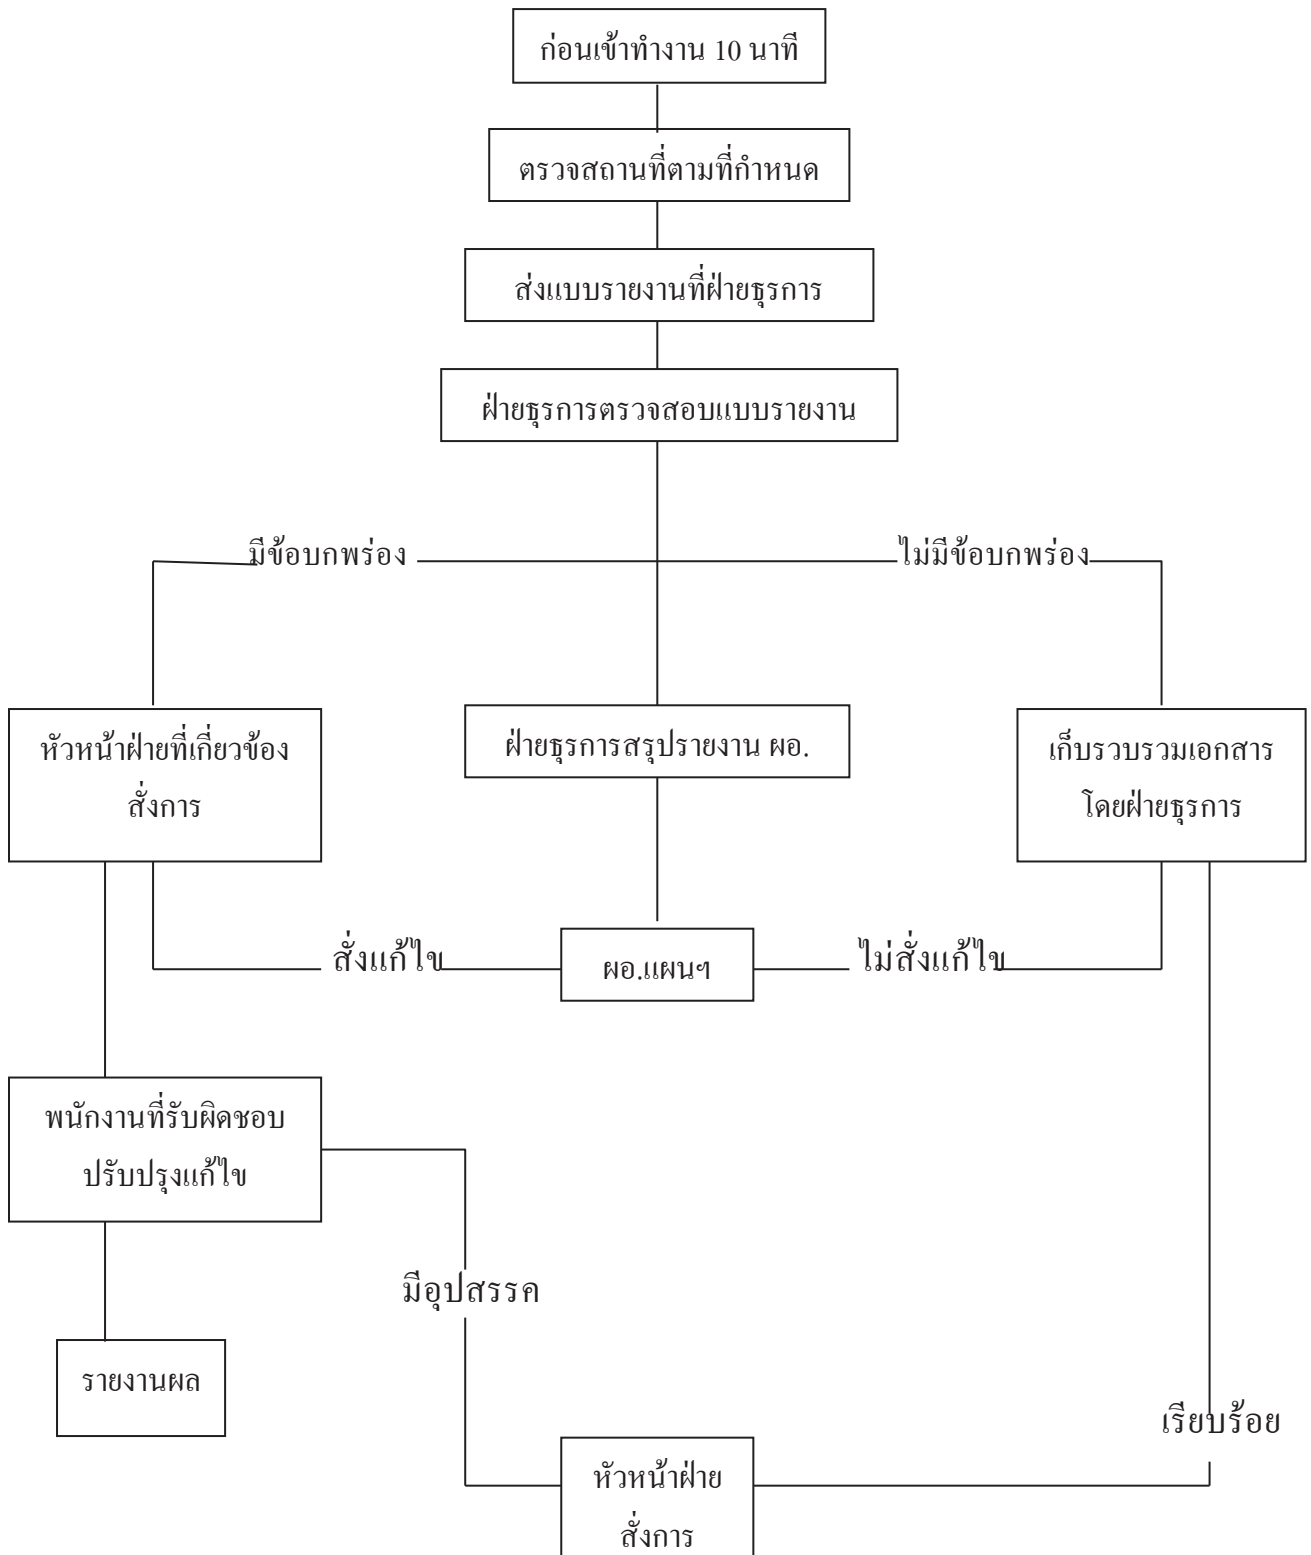 ก่อนเข้าทำงาน 10 นาที
ตรวจสถานที่ตามที่กำหนด
ส่งแบบรายงานที่ฝ่ายธุรการ
ฝ่ายธุรการตรวจสอบแบบรายงาน
มีข้อบกพร่อง
ไม่มีข้อบกพร่อง
หัวหน้าฝ่ายที่เกี่ยวข้อง
สั่งการ
ฝ่ายธุรการสรุปรายงาน ผอ.
เก็บรวบรวมเอกสาร
โดยฝ่ายธุรการ
สั่งแก้ไข
ผอ.แผนฯ
ไม่สั่งแก้ไข
พนักงานที่รับผิดชอบ
ปรับปรุงแก้ไข
มีอุปสรรค
รายงานผล
เรียบร้อย
หัวหน้าฝ่าย
สั่งการ